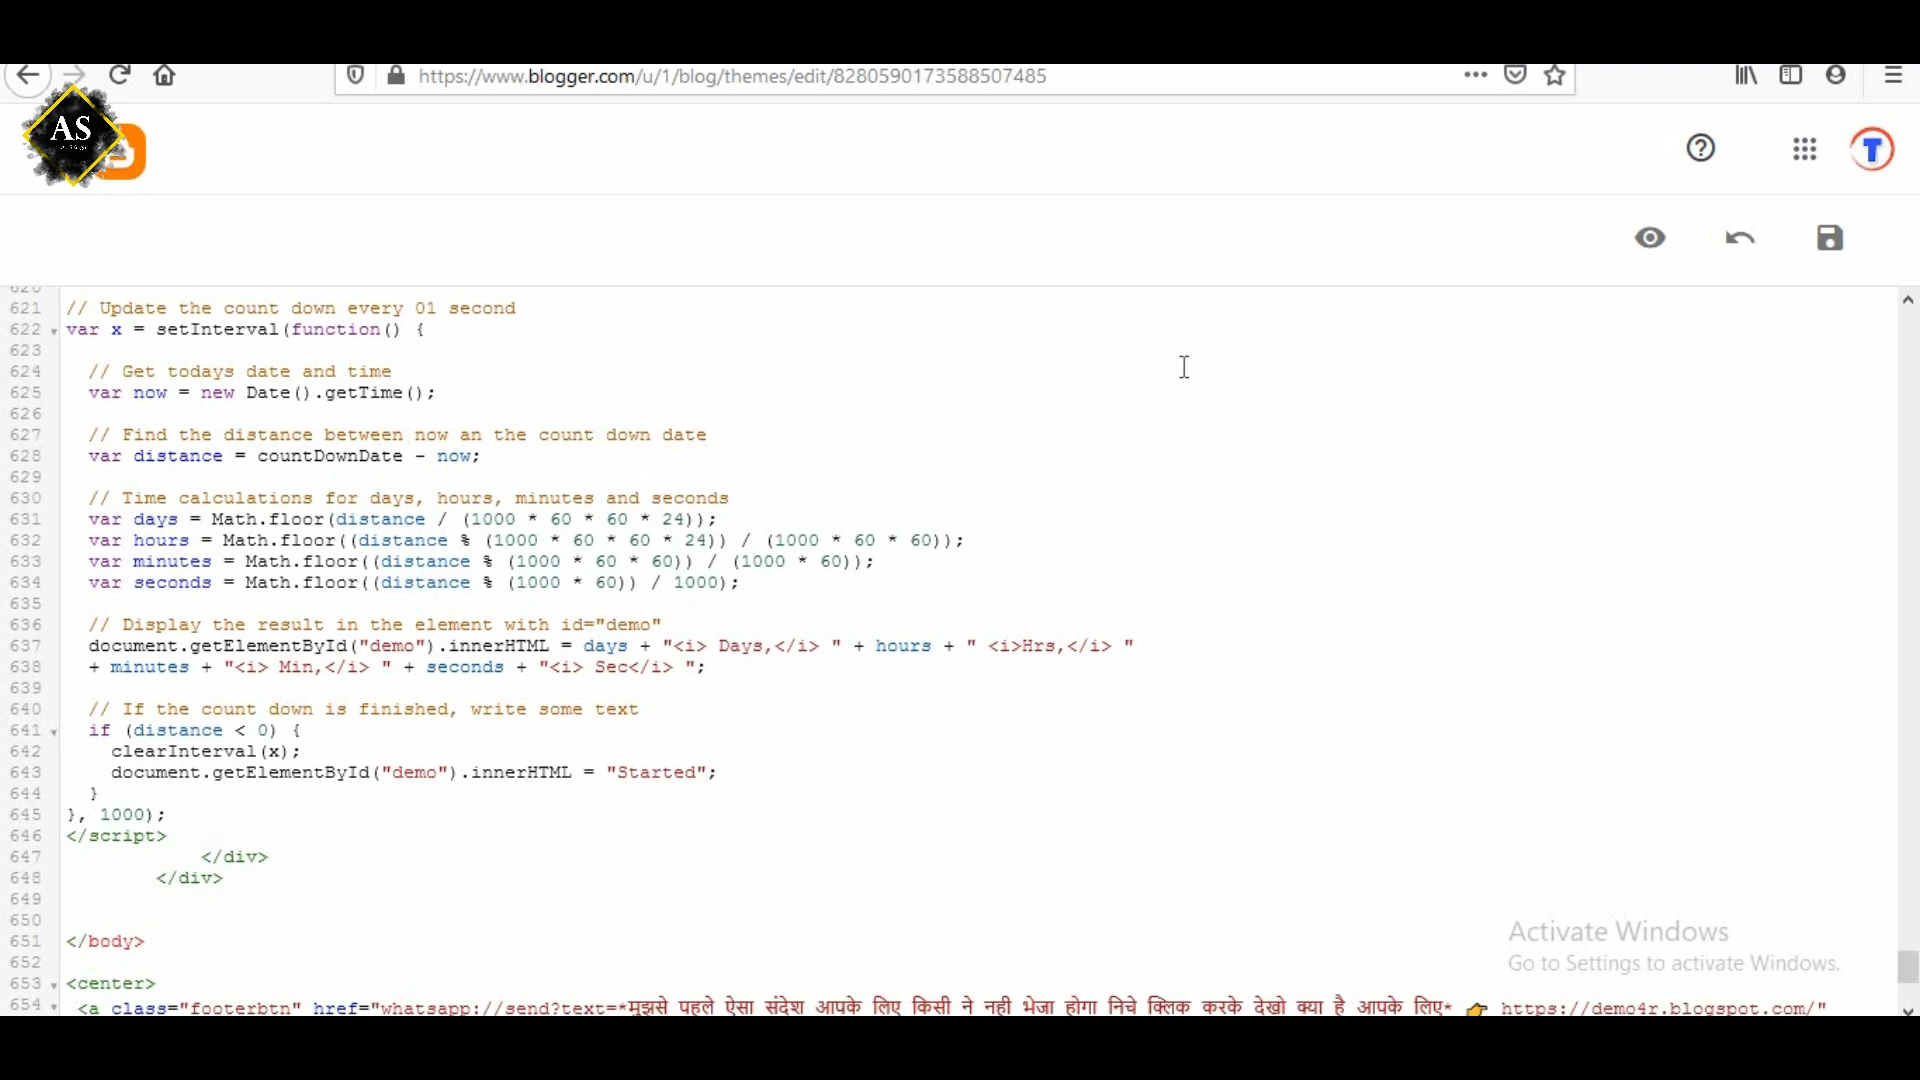 https://www.blogger.com/u/1/blog/themes/edit/8280590173588507485
AS
T
620
621 // Update the count down every 01 second
622 var x = setInterval(function() {
623
624 // Get todays date and time
625 var now = new Date().getTime();
626
627 // Find the distance between now an the count down date
628 var distance = countDownDate - now;
629
630 // Time calculations for days, hours, minutes and seconds
631 var days = Math.floor(distance / (1000 * 60 * 60 * 24));
632 var hours = Math.floor((distance % (1000 * 60 * 60 * 24)) / (1000 * 60 * 60));
633 var minutes = Math.floor((distance % (1000 * 60 * 60)) / (1000 * 60));
634 var seconds = Math.floor((distance % (1000 * 60)) / 1000);
635
636 // Display the result in the element with id="demo"
637 document.getElementById("demo").innerHTML = days + "<i> Days,</i> " + hours + " <i>Hrs,</i> "
638 + minutes + "<i> Min,</i> " + seconds + "<i> Sec</i> ";
639
640 // If the count down is finished, write some text
641 if (distance < 0) {
642 clearInterval(x);
643 document.getElementById("demo").innerHTML = "Started";
644 }
645 }, 1000);
646 </script>
647 </div>
648 </div>
649
650
651 </body>
652
653 <center>
654 <a class="footerbtn" href="whatsapp://send?text=*मुझसे पहले ऐसा संदेश आपके लिए किसी ने नही भेजा होगा निचे क्लिक करके देखो क्या है आपके लिए* 👉 https://demo4r.blogspot.com/"
Activate Windows
Go to Settings to activate Windows.